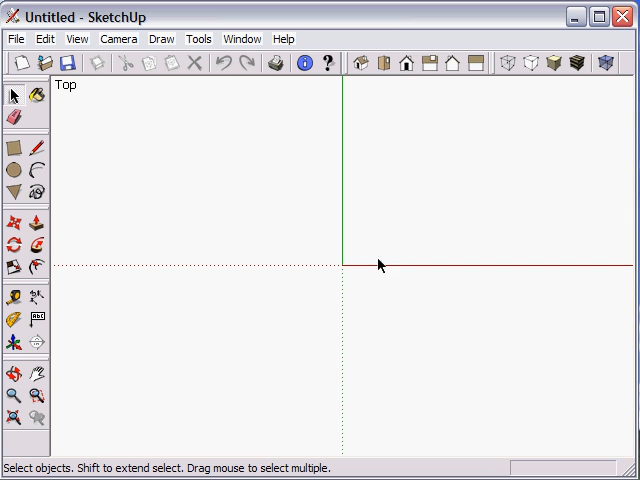 Untitled - SketchUp
File Edit View Camera Draw Tools Window Help
Top
Abc
Select objects. Shift to extend select. Drag mouse to select multiple.